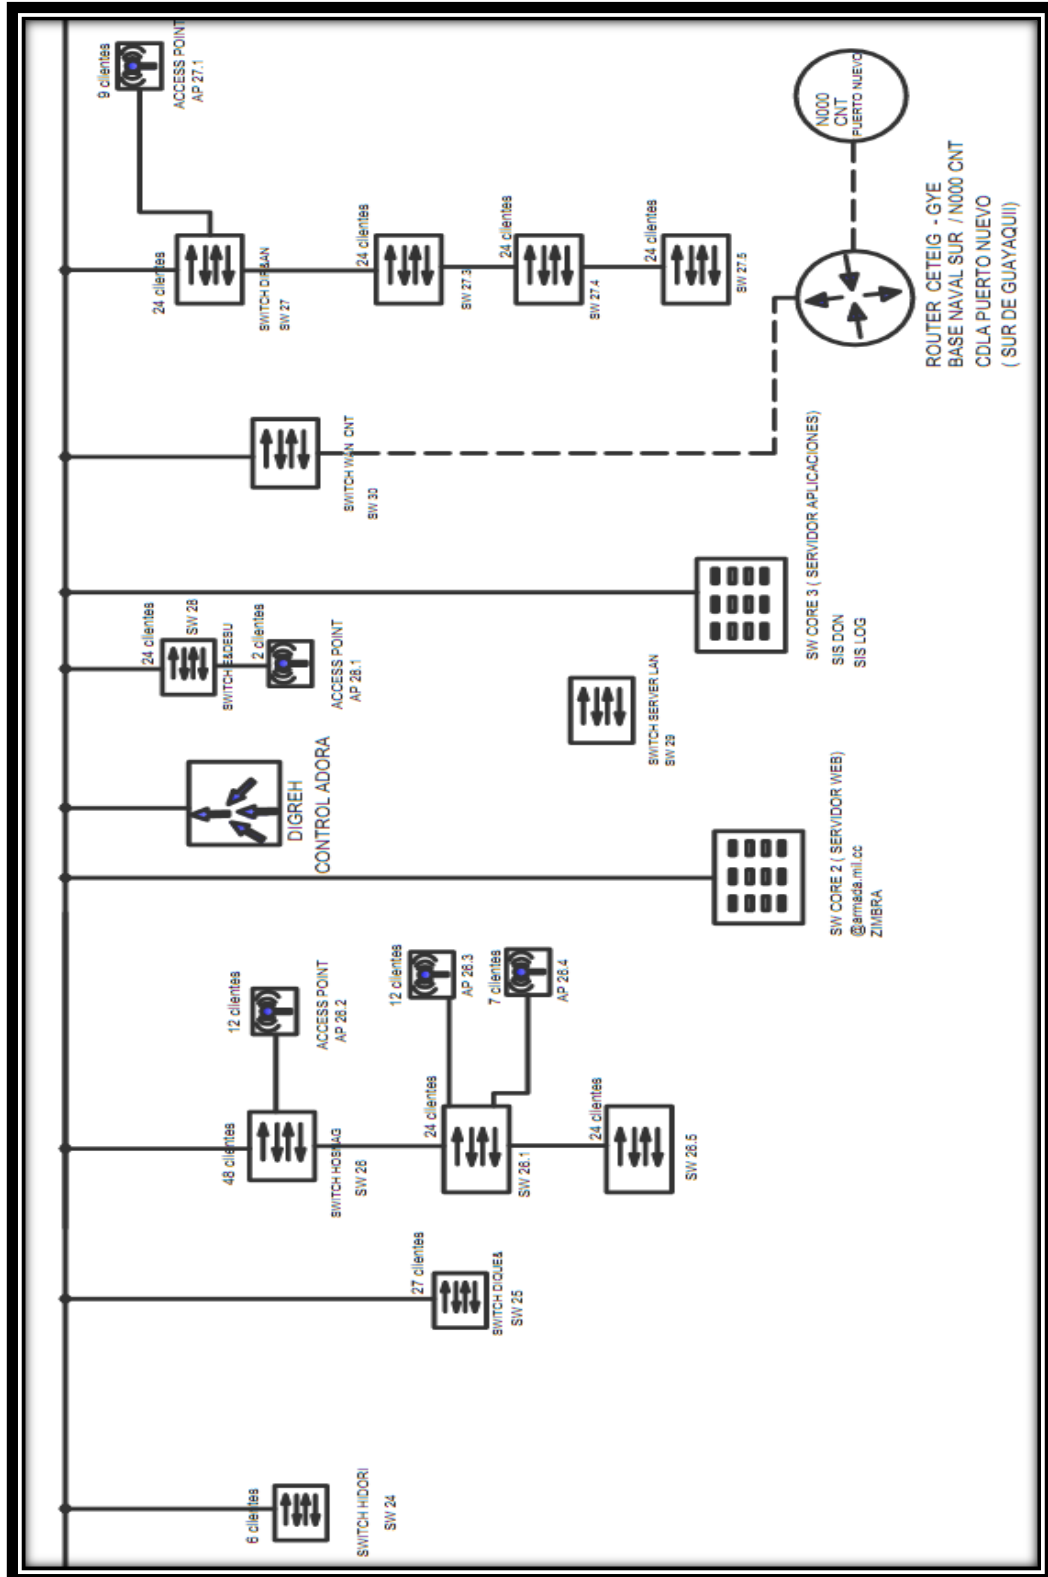 6 clientes
SWITCH HIDORI
SW 24
27 clientes
SWITCH DIQUES
SW 25
48 clientes
SWITCH HOSNAG
SW 26
12 clientes
ACCESS POINT
AP 26.2
24 clientes
SW 26.1
12 clientes
AP 26.3
7 clientes
AP 26.4
24 clientes
SW 26.5
SW CORE 2 ( SERVIDOR WEB)
@armada.mil.cc
ZIMBRA
DIGREH
CONTROL ADORA
24 clientes
SW 28
SWITCH
2 clientes
ACCESS POINT
AP 28.1
SWITCH SERVER LAN
SW 29
SW CORE 3 ( SERVIDOR APLICACIONES)
SIS DON
SIS LOG
SWITCH WAN CNT
SW 30
24 clientes
SWITCH
SW 27
9 clientes
ACCESS POINT
AP 27.1
24 clientes
SW 27.3
24 clientes
SW 27.4
24 clientes
SW 27.5
N000
CNT
PUERTO NUEVO
ROUTER CETEIG - GYE
BASE NAVAL SUR / N000 CNT
CDLA PUERTO NUEVO
( SUR DE GUAYAQUIl)